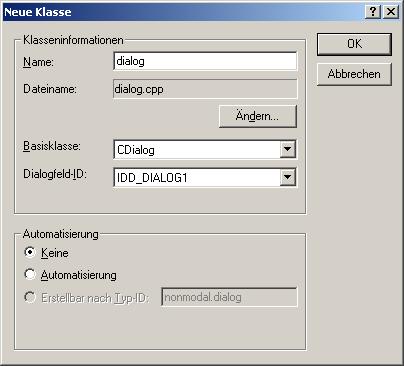 Neue Klasse
Klasseninformationen
OK
Name: dialog
Abbrechen
Dateiname: dialog.cpp
Ändern...
Basisklasse: CDialog
Dialogfeld-ID: IDD_DIALOG1
Automatisierung
Keine
Automatisierung
Erstellbar nach Typ-ID: nonmodal.dialog